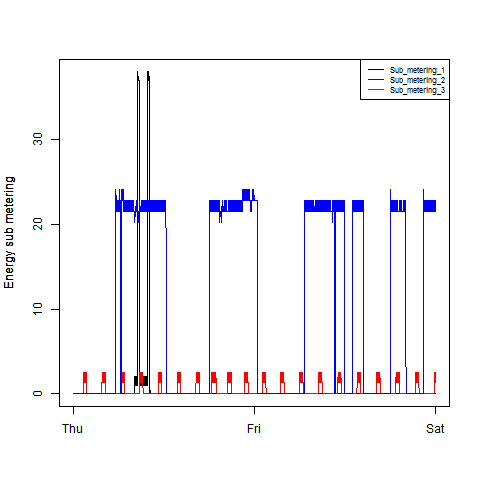 Sub_metering_1
Sub_metering_2
Sub_metering_3
Energy sub metering
30
20
10
0
Thu
Fri
Sat